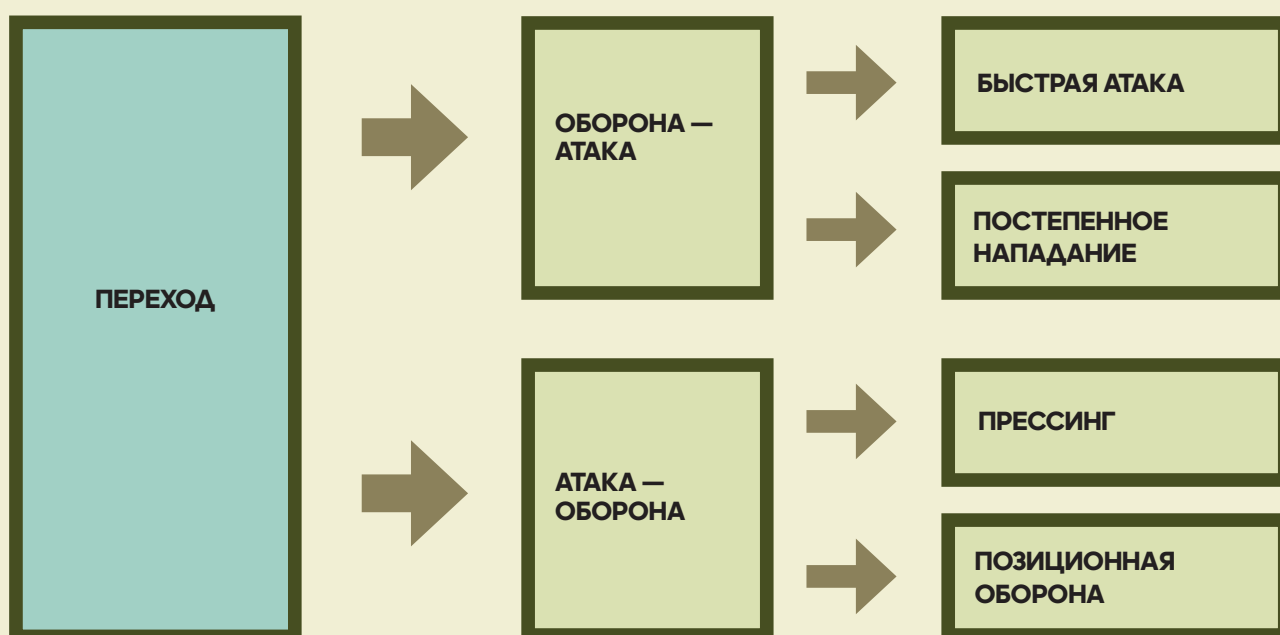 ПЕРЕХОД
ОБОРОНА —
АТАКА
БЫСТРАЯ АТАКА
ПОСТЕПЕННОЕ
НАПАДАНИЕ
АТАКА —
ОБОРОНА
ПРЕССИНГ
ПОЗИЦИОННАЯ
ОБОРОНА